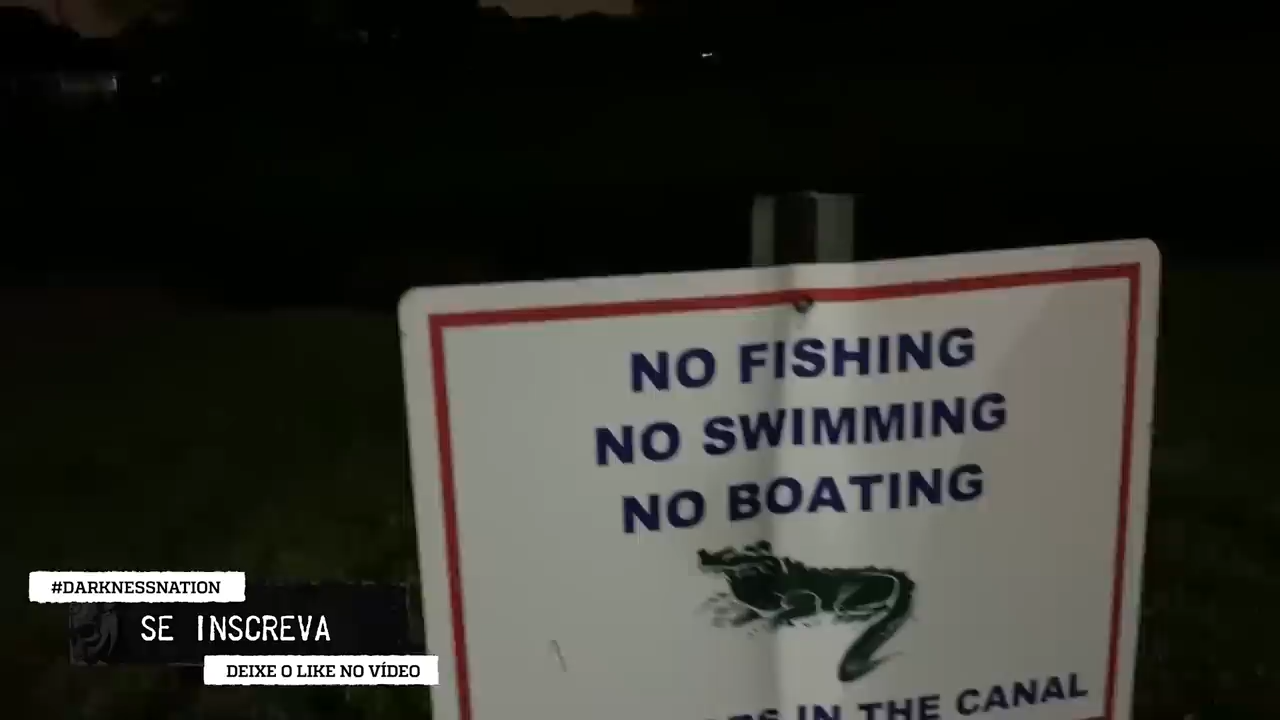 NO FISHING
NO SWIMMING
NO BOATING
IN THE CANAL
#DARKNESSNATION
SE INSCREVA
DEIXE O LIKE NO VÍDEO